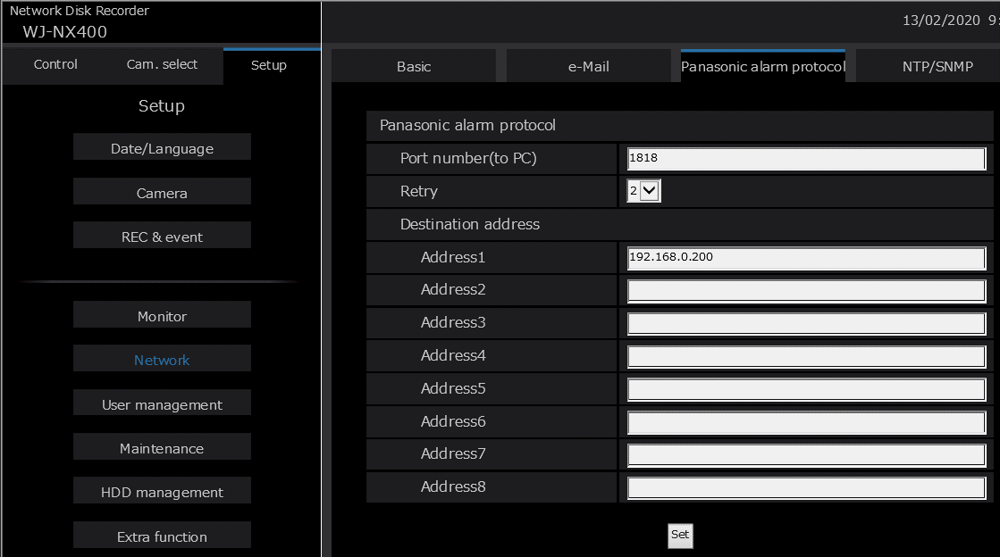 Network Disk Recorder
WJ-NX400
13/02/2020 9:
Control Cam. select Setup
Basic e-Mail Panasonic alarm protocol NTP/SNMP
Setup
Date/Language
Camera
REC & event
Monitor
Network
User management
Maintenance
HDD management
Extra function
Panasonic alarm protocol
Port number(to PC) 1818
Retry 2
Destination address
Address1 192.168.0.200
Address2
Address3
Address4
Address5
Address6
Address7
Address8
Set